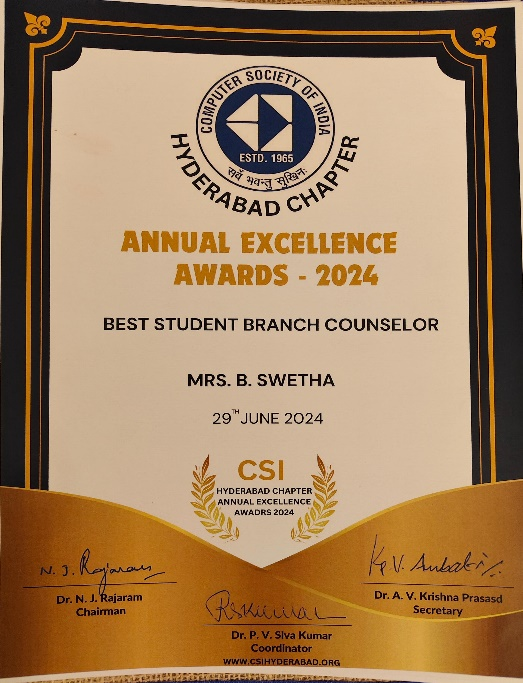 COMPUTER SOCIETY OF INDIA
ESTD. 1965
सर्वे भवन्तु सुखिनः
HYDERABAD CHAPTER
ANNUAL EXCELLENCE
AWARDS - 2024
BEST STUDENT BRANCH COUNSELOR
MRS. B. SWETHA
29TH JUNE 2024
CSI
HYDERABAD CHAPTER
ANNUAL EXCELLENCE
AWADRS 2024
N. J. Rajaram
Dr. N. J. Rajaram
Chairman
Dr. A. V. Krishna Prasasd
Secretary
Dr. P. V. Siva Kumar
Coordinator
WWW.CSIHYDERABAD.ORG